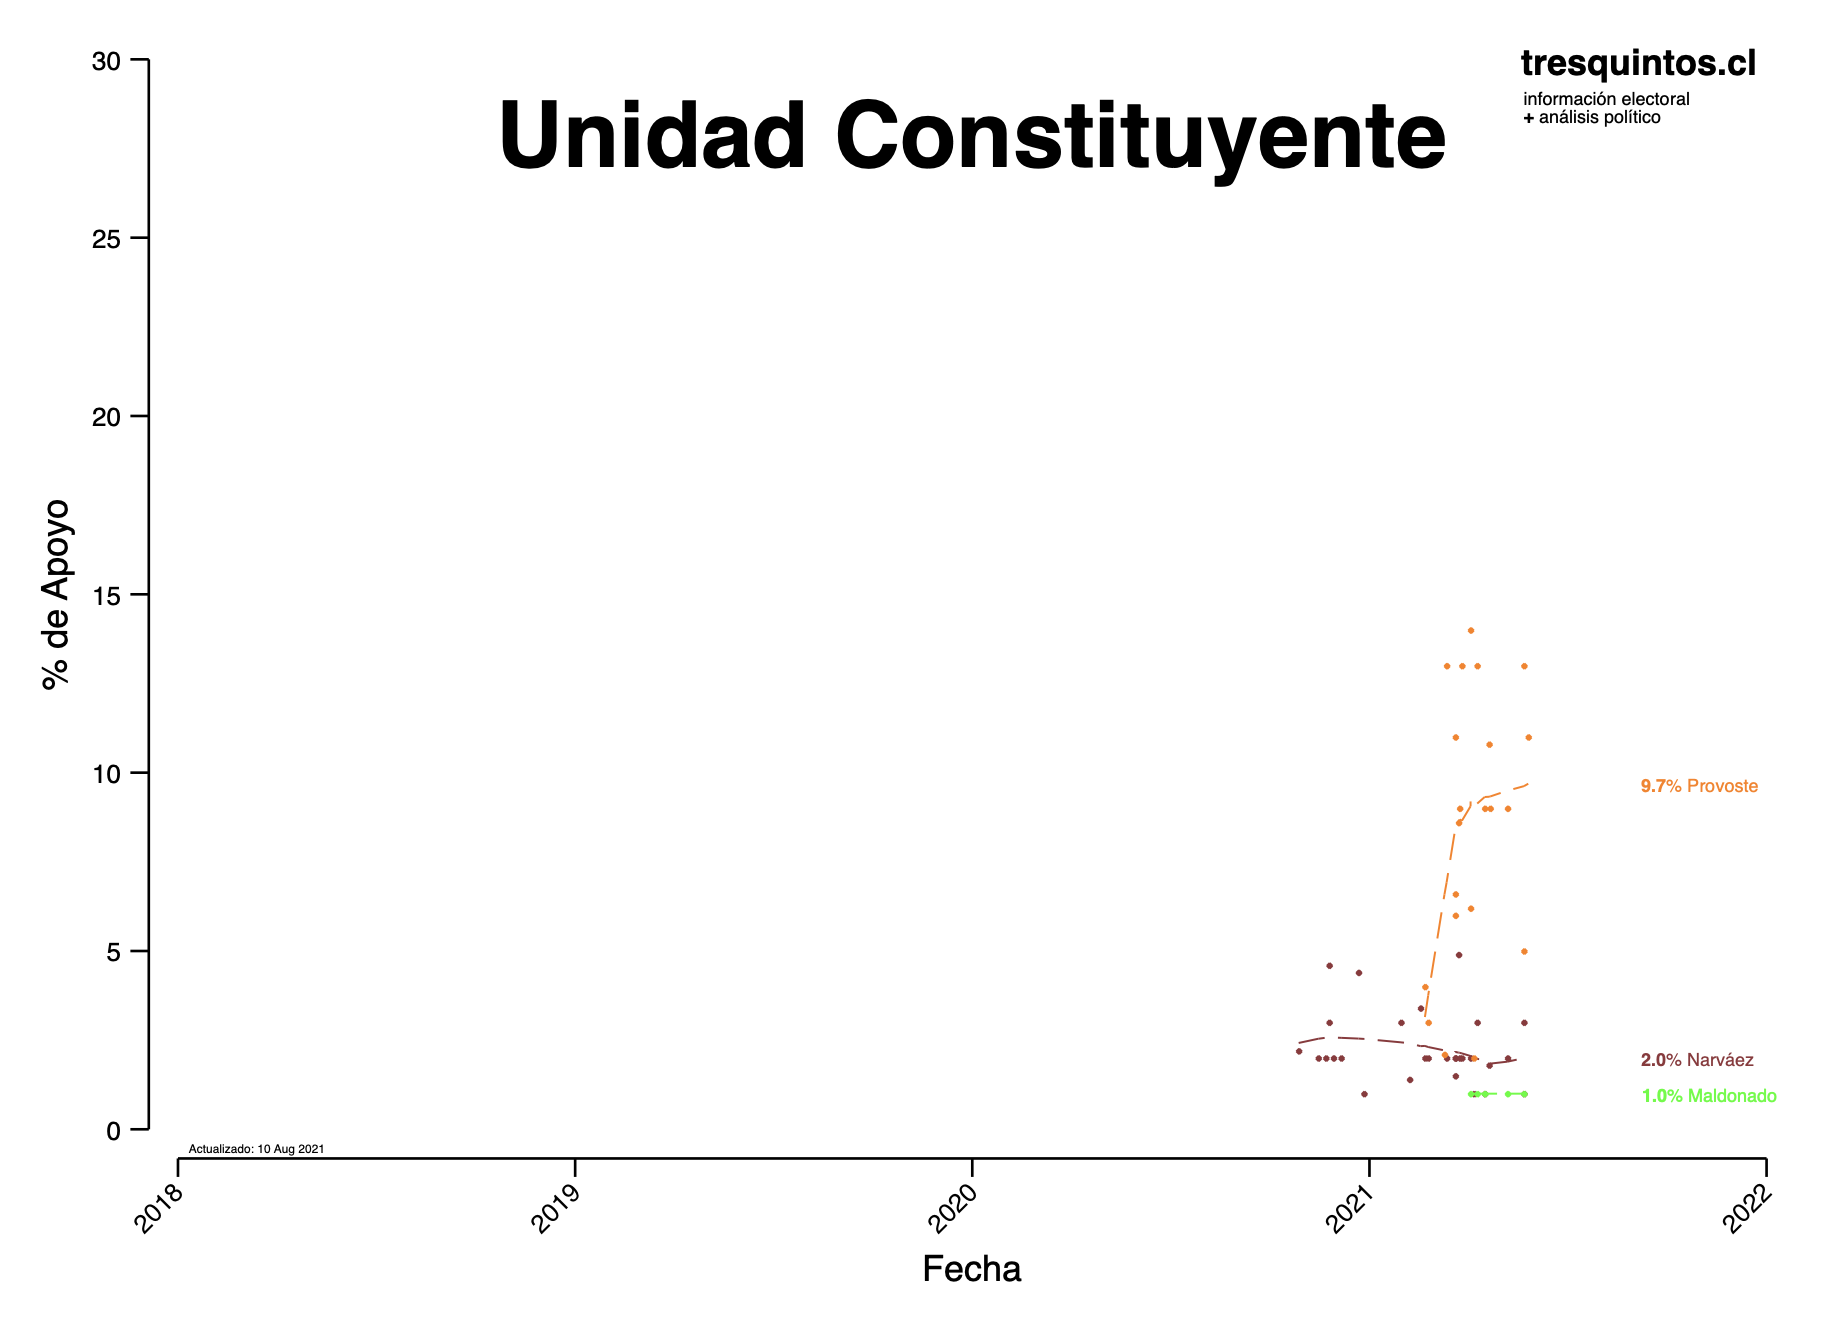 Unidad Constituyente
tresquintos.cl
información electoral
+ análisis político
% de Apoyo
30
25
20
15
10
5
0
9.7% Provoste
2.0% Narváez
1.0% Maldonado
Actualizado: 10 Aug 2021
2018
2019
2020
2021
2022
Fecha